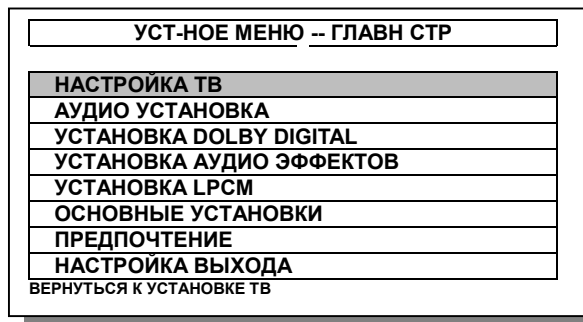 УСТ-НОЕ МЕНЮ -- ГЛАВН СТР
НАСТРОЙКА ТВ
АУДИО УСТАНОВКА
УСТАНОВКА DOLBY DIGITAL
УСТАНОВКА АУДИО ЭФФЕКТОВ
УСТАНОВКА LPCM
ОСНОВНЫЕ УСТАНОВКИ
ПРЕДПОЧТЕНИЕ
НАСТРОЙКА ВЫХОДА
ВЕРНУТЬСЯ К УСТАНОВКЕ ТВ